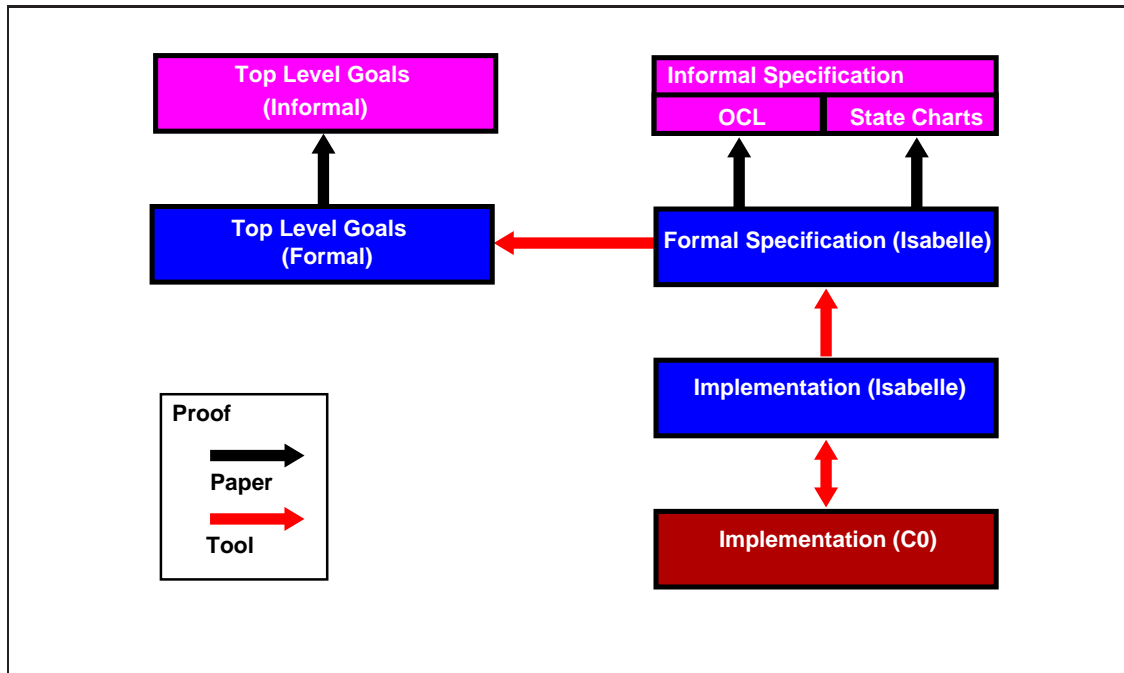 Top Level Goals
(Informal)
Informal Specification
OCL
State Charts
Top Level Goals
(Formal)
Formal Specification (Isabelle)
Implementation (Isabelle)
Proof
Paper
Tool
Implementation (C0)